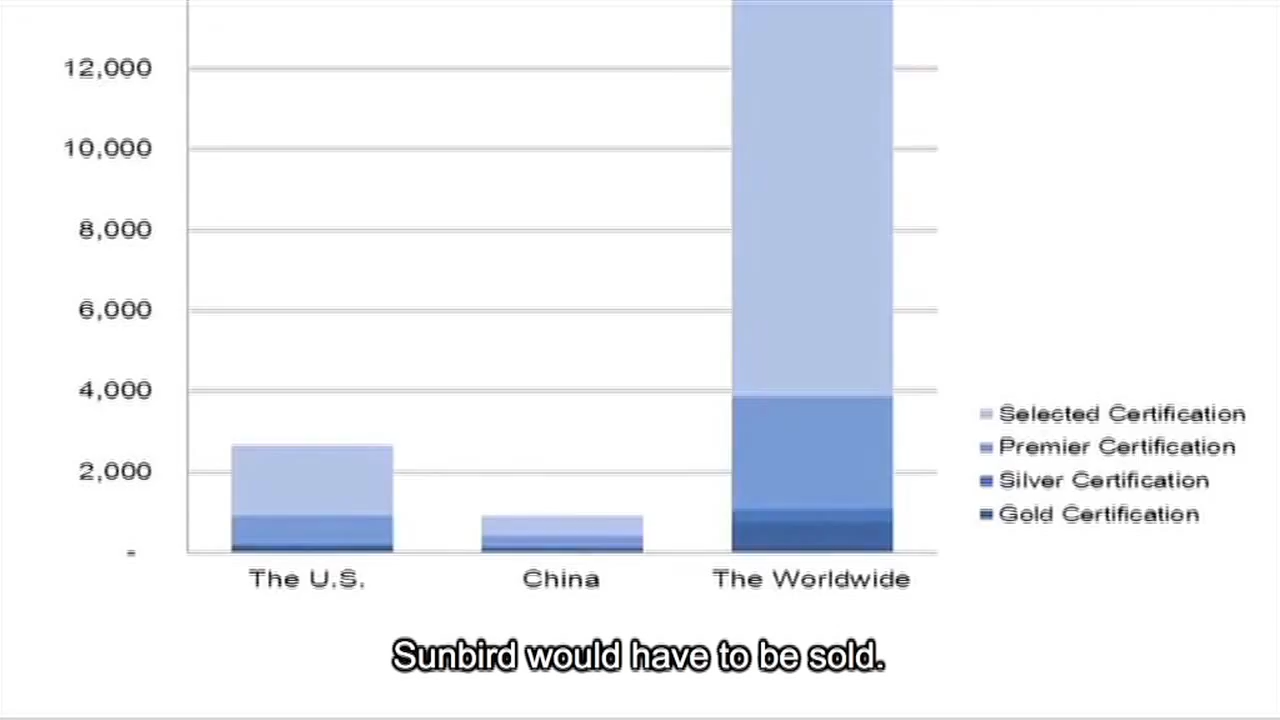 12,000
10,000
8,000
6,000
4,000
2,000
-
The U.S.
China
The Worldwide
Selected Certification
Premier Certification
Silver Certification
Gold Certification
Sunbird would have to be sold.